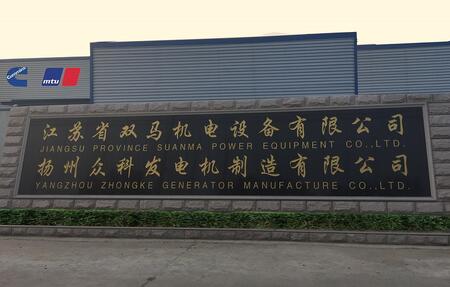 Cummins
mtu
江苏省双马机电设备有限公司
JIANGSU PROVINCE SUANMA POWER EQUIPMENT CO.,LTD.
扬州众科发电机制造有限公司
YANGZHOU ZHONGKE GENERATOR MANUFACTURE CO.,LTD.